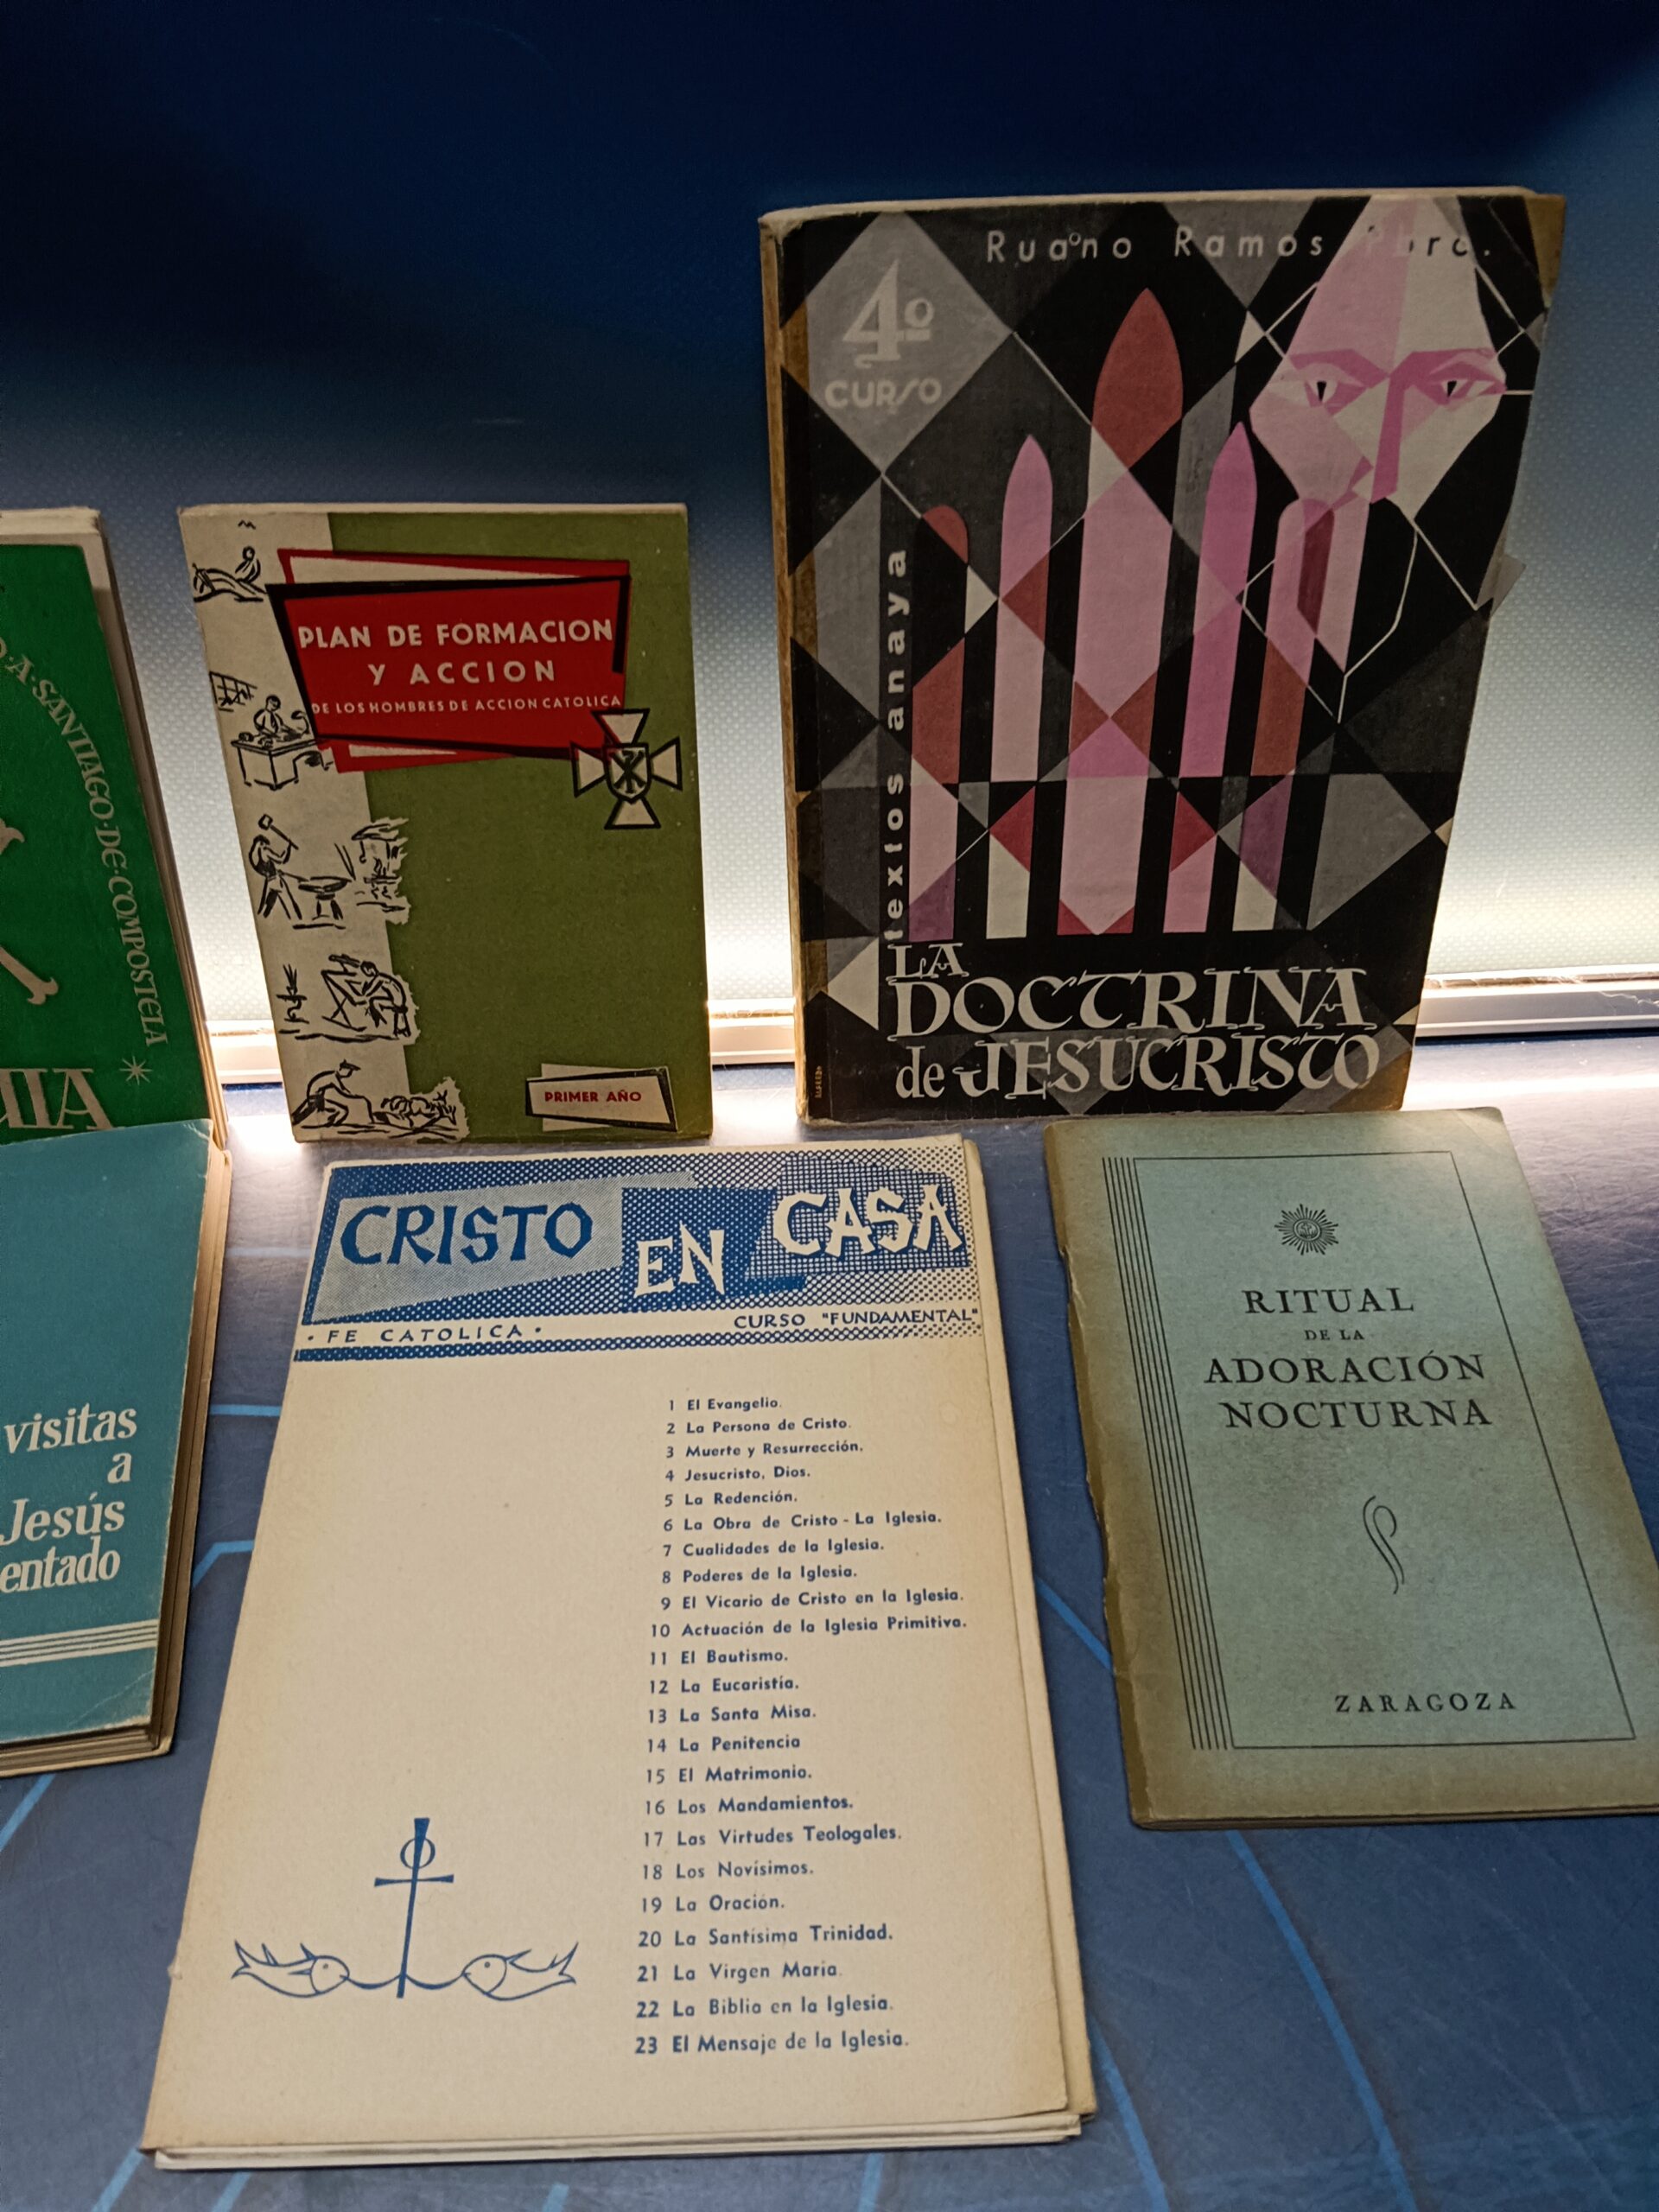 A·SANTIAGO·DE·COMPOSTELA
PLAN DE FORMACION
Y ACCION
DE LOS HOMBRES DE ACCION CATOLICA
PRIMER AÑO
Ruano Ramos
4º
CURSO
textos anaya
LA
DOCTRINA
de JESUCRISTO
visitas
a
Jesús
entado
CRISTO
EN
CASA
· FE CATOLICA ·
CURSO "FUNDAMENTAL"
1 El Evangelio.
2 La Persona de Cristo.
3 Muerte y Resurrección.
4 Jesucristo, Dios.
5 La Redención.
6 La Obra de Cristo - La Iglesia.
7 Cualidades de la Iglesia.
8 Poderes de la Iglesia.
9 El Vicario de Cristo en la Iglesia.
10 Actuación de la Iglesia Primitiva.
11 El Bautismo.
12 La Eucaristía.
13 La Santa Misa.
14 La Penitencia
15 El Matrimonio.
16 Los Mandamientos.
17 Las Virtudes Teologales.
18 Los Novísimos.
19 La Oración.
20 La Santísima Trinidad.
21 La Virgen Maria.
22 La Biblia en la Iglesia.
23 El Mensaje de la Iglesia.
RITUAL
DE LA
ADORACIÓN
NOCTURNA
ZARAGOZA